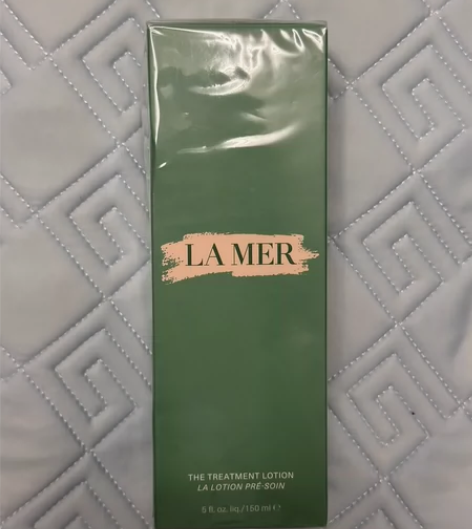 LA MER
THE TREATMENT LOTION
LA LOTION PRÉ-SOIN
5 fl. oz. liq./150 ml ℮